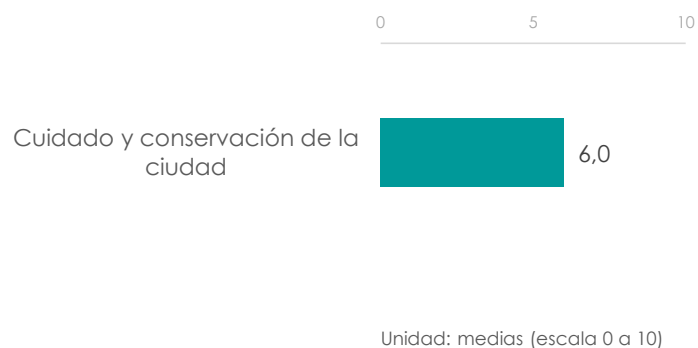 0 5 10
Cuidado y conservación de la
ciudad
6,0
Unidad: medias (escala 0 a 10)